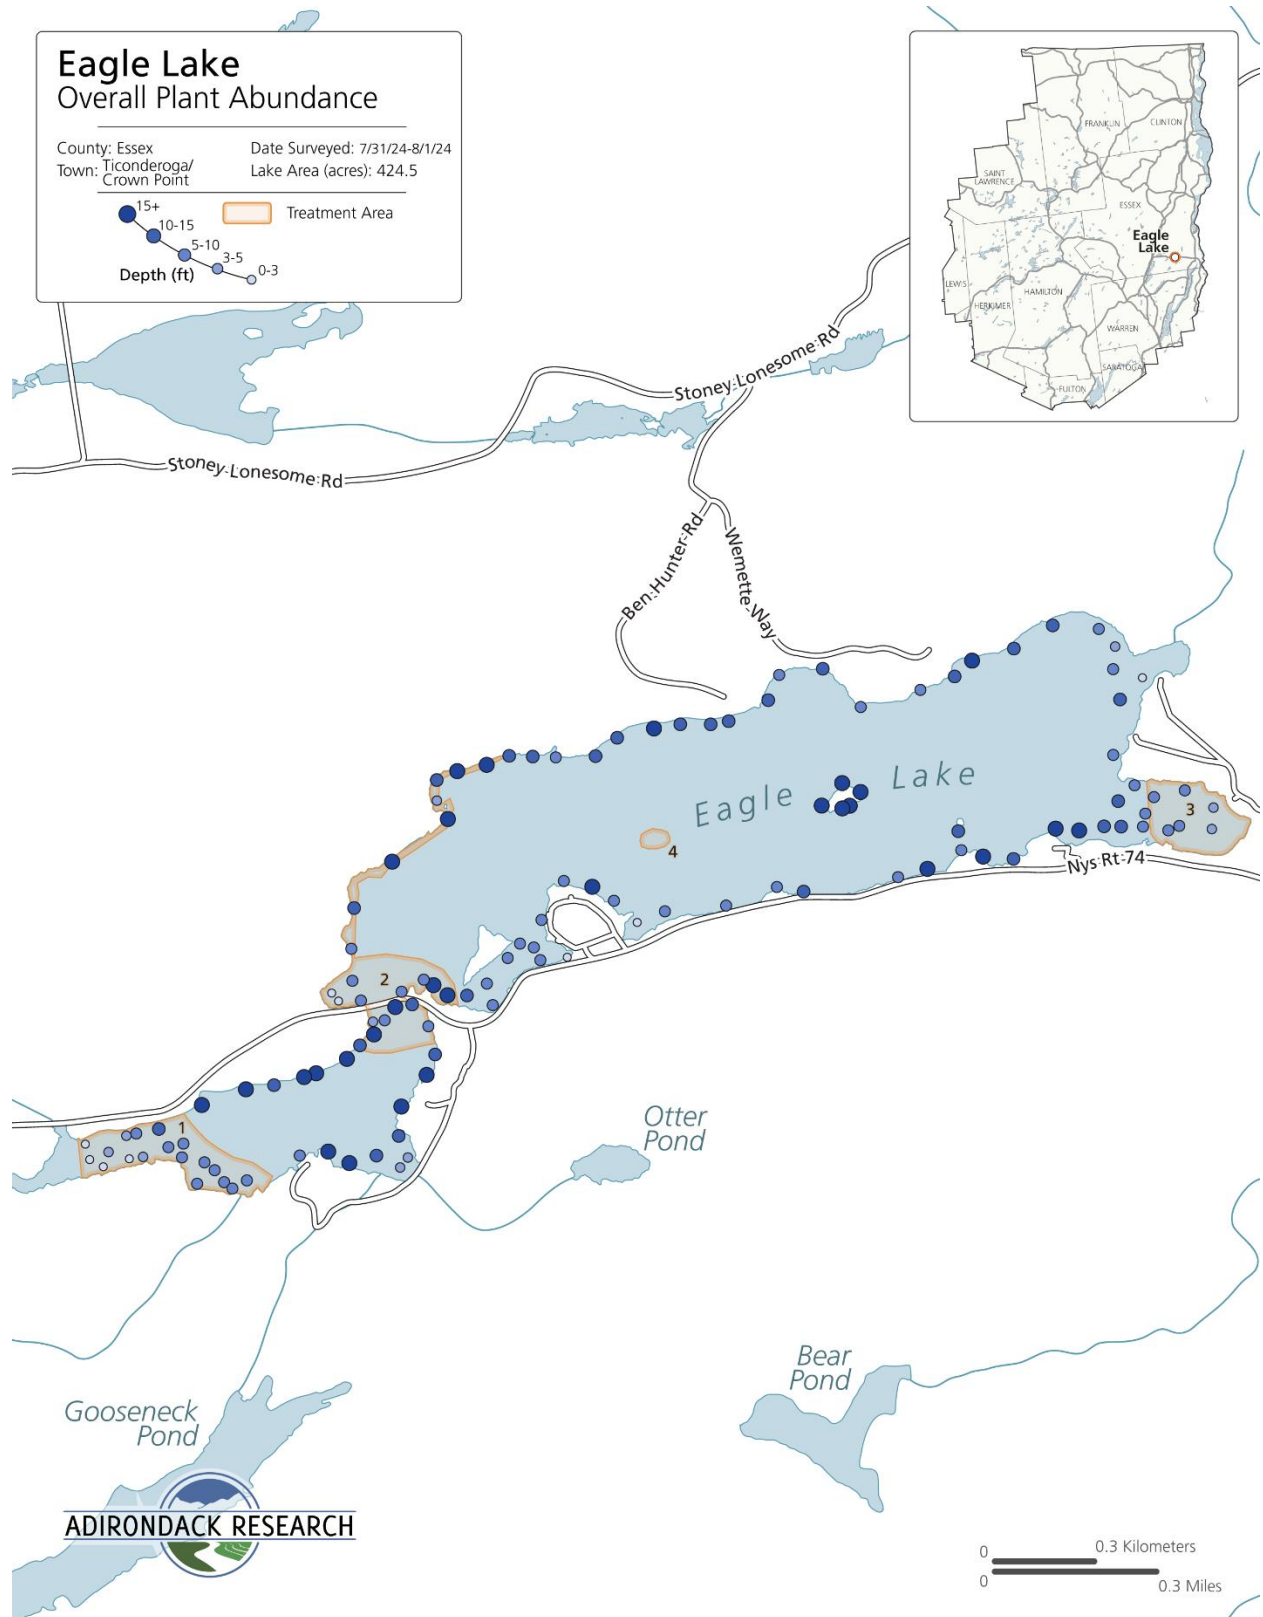 Eagle Lake
Overall Plant Abundance
County: Essex
Date Surveyed: 7/31/24-8/1/24
Town: Ticonderoga/
Crown Point
Lake Area (acres): 424.5
15+
10-15
5-10
3-5
0-3
Depth (ft)
Treatment Area
FRANKLIN
CLINTON
SAINT
LAWRENCE
ESSEX
Eagle
Lake
LEWIS
HERKIMER
HAMILTON
WARREN
SARATOGA
FULTON
Stoney Lonesome Rd
Stoney Lonesome Rd
Ben Hunter Rd
Wemette Way
Eagle Lake
3
4
Nys Rt 74
2
1
Otter
Pond
Bear
Pond
Gooseneck
Pond
ADIRONDACK RESEARCH
0 0.3 Kilometers
0 0.3 Miles